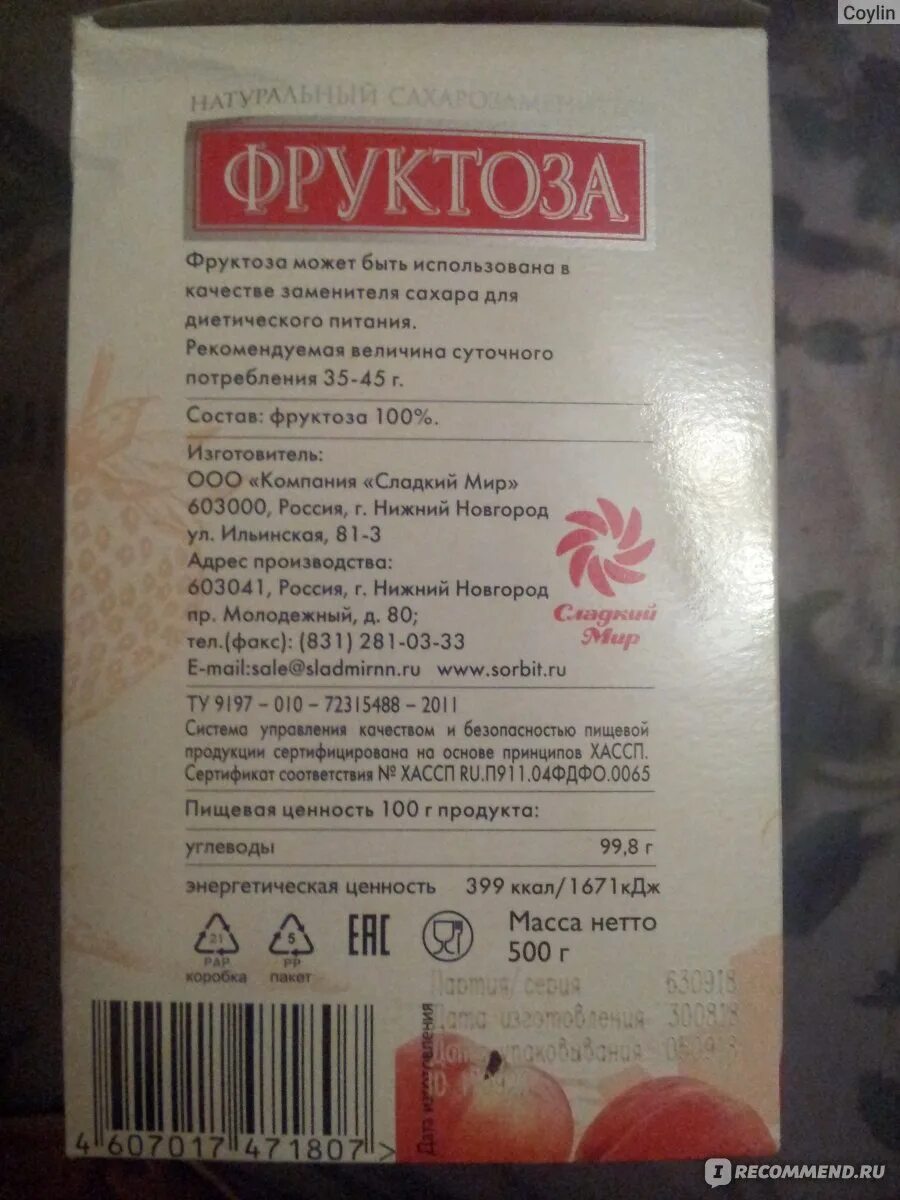 Coylin
НАТУРАЛЬНЫЙ САХАРОЗАМЕНИТЕЛЬ
ФРУКТОЗА
Фруктоза может быть использована в
качестве заменителя сахара для
диетического питания.
Рекомендуемая величина суточного
потребления 35-45 г.
Состав: фруктоза 100%.
Изготовитель:
ООО «Компания «Сладкий Мир»
603000, Россия, г. Нижний Новгород
ул. Ильинская, 81-3
Адрес производства:
603041, Россия, г. Нижний Новгород
пр. Молодежный, д. 80;
тел.(факс): (831) 281-03-33
E-mail:sale@sladmirnn.ru www.sorbit.ru
Сладкий
Мир
ТУ 9197 – 010 – 72315488 – 2011
Система управления качеством и безопасностью пищевой
продукции сертифицирована на основе принципов ХАССП.
Сертификат соответствия № ХАССП RU.П911.04ФДФО.0065
Пищевая ценность 100 г продукта:
углеводы 99,8 г
энергетическая ценность 399 ккал/1671кДж
21 5 EAC Масса нетто
PAP PP 500 г
коробка пакет
Партия/серия 630918
Дата изготовления 300818
Дата упаковывания 050918
Дата изготовления
4 607017 471807 >
IRECOMMEND.RU